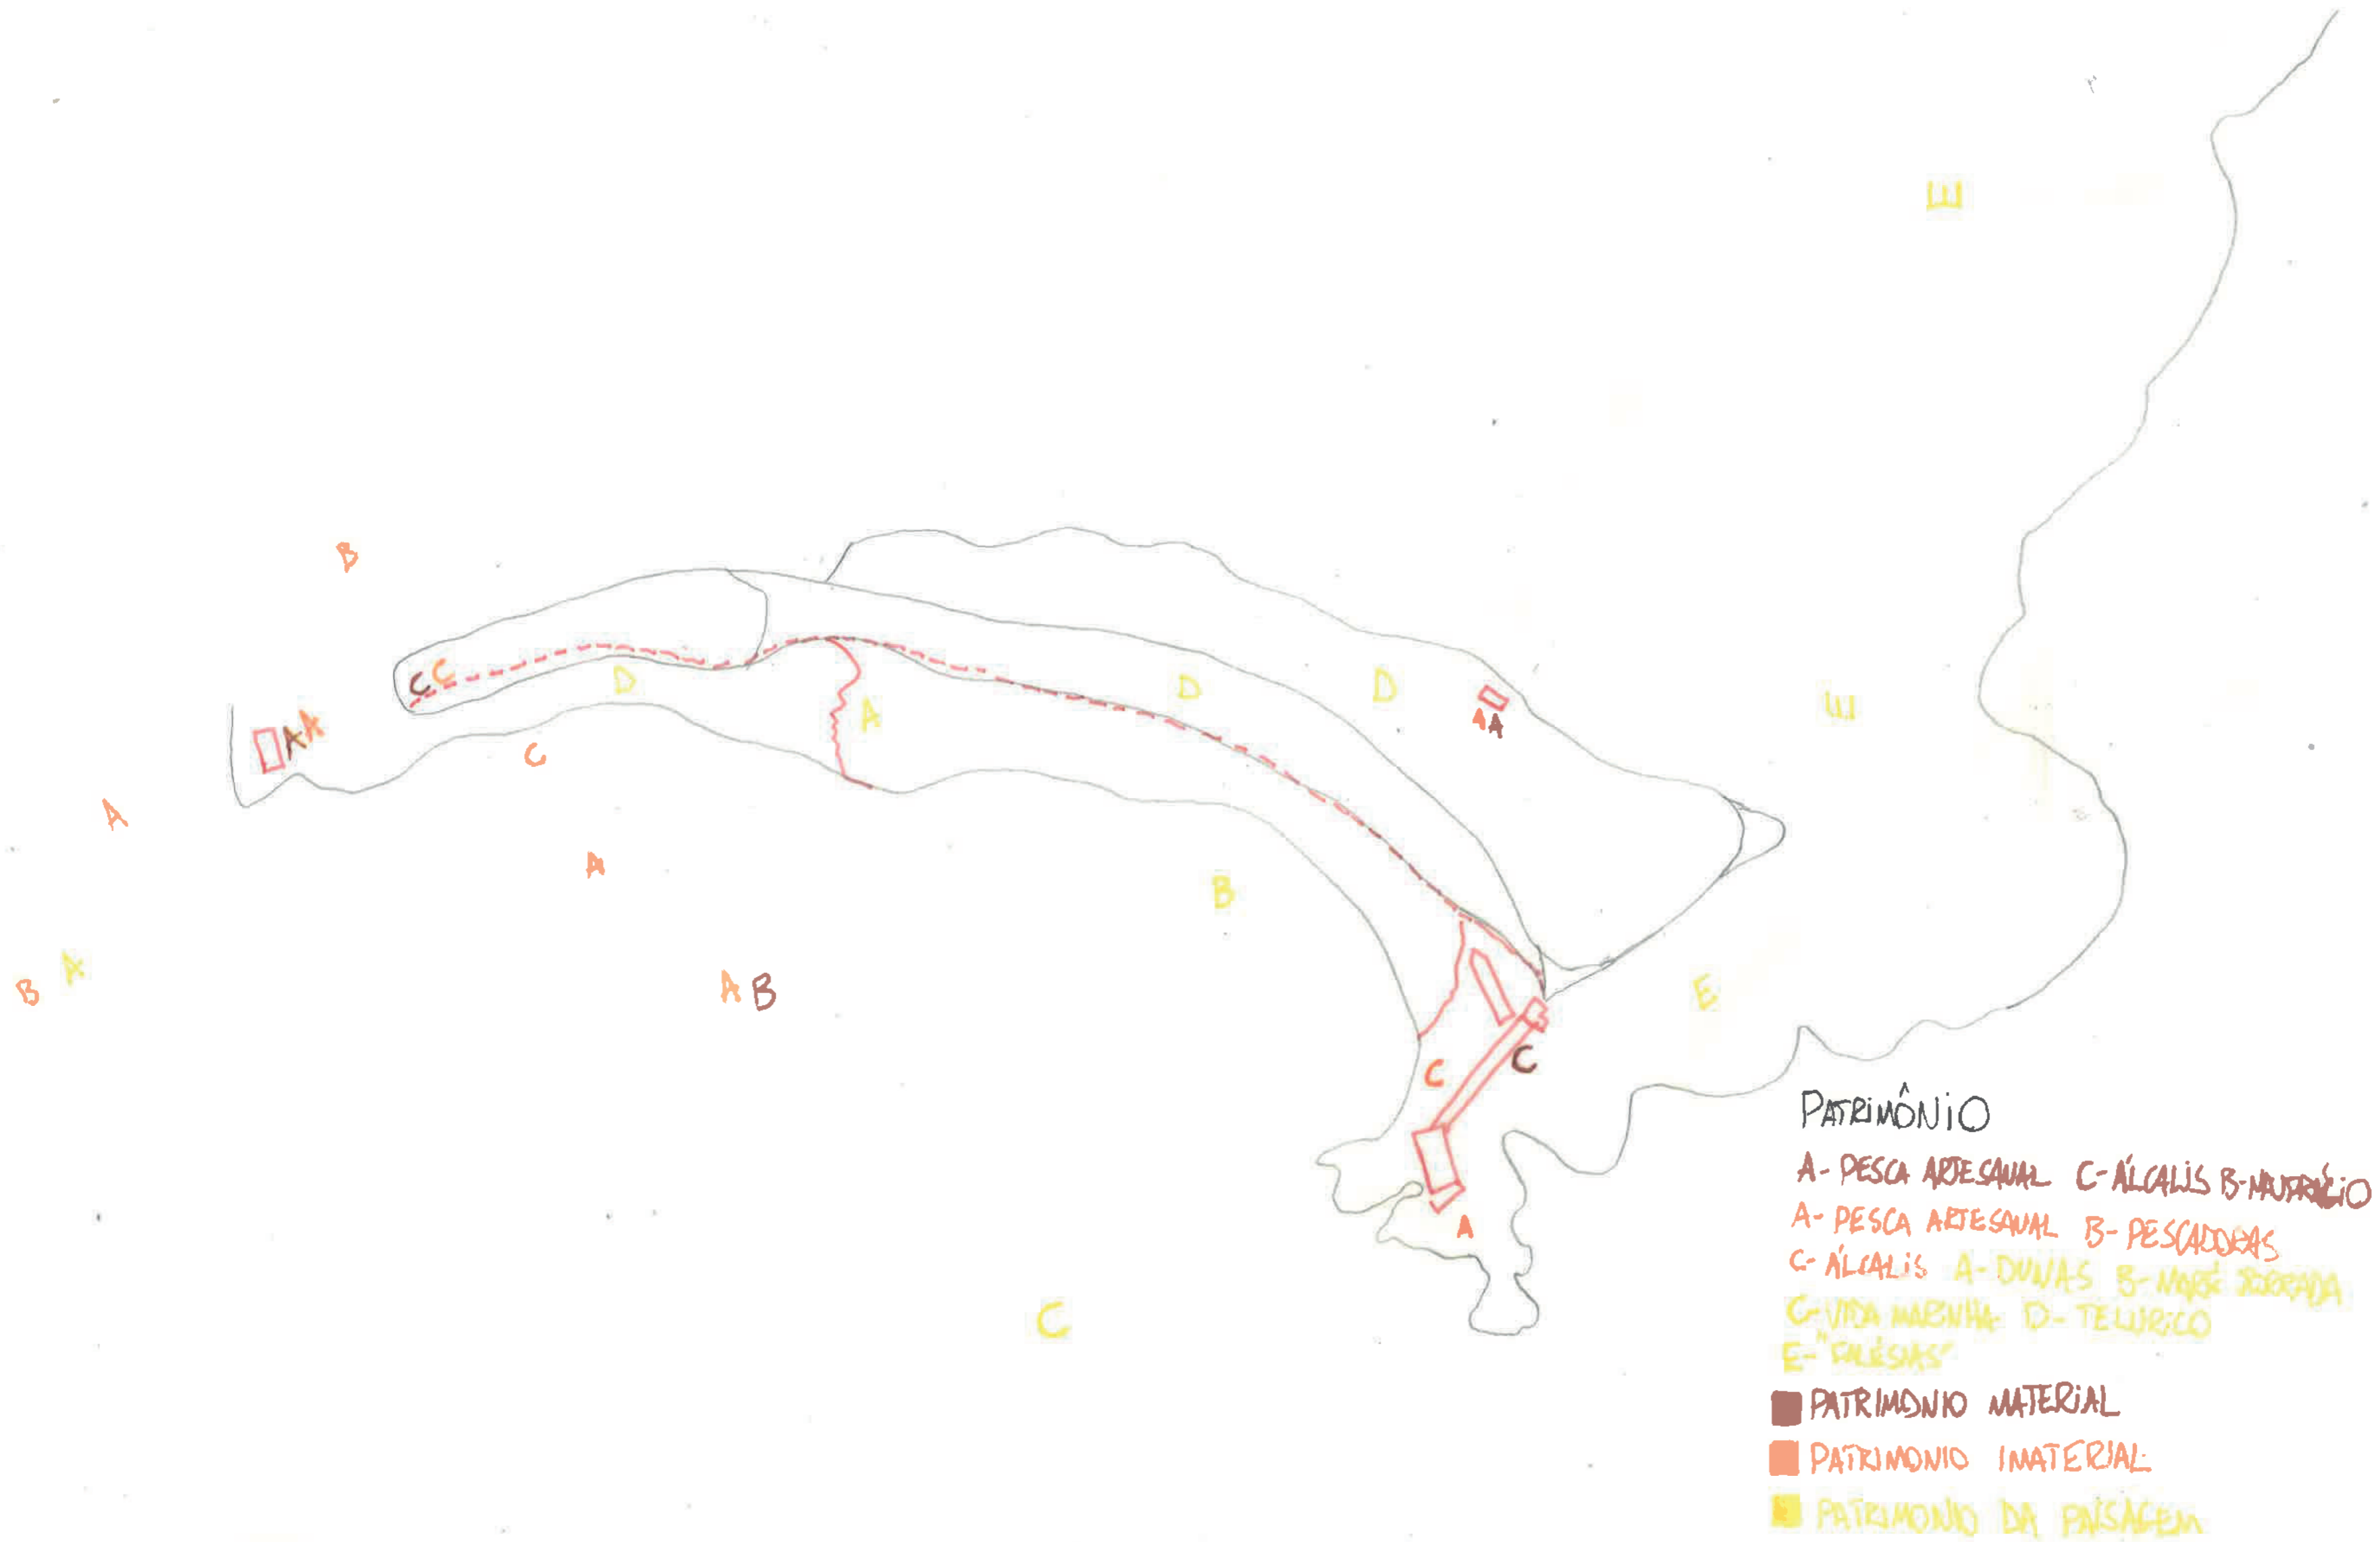 E
B
C C
D
A
D
D
A A
E
A A
C
A
A
B
A
B
E
A B
B A
C
C
A
C
PATRIMÔNIO
A- PESCA ARTESANAL C-ÁLCALIS B-NAUFRÁGIO
A- PESCA ARTESANAL B- PESCADORAS
C- ÁLCALIS A- DUNAS B- MARÉ
C- VIDA MARINHA D- TELÚRICO
E- "FALÉSIAS"
PATRIMONIO MATERIAL
PATRIMONIO IMATERIAL
PATRIMONIO DA PAISAGEM